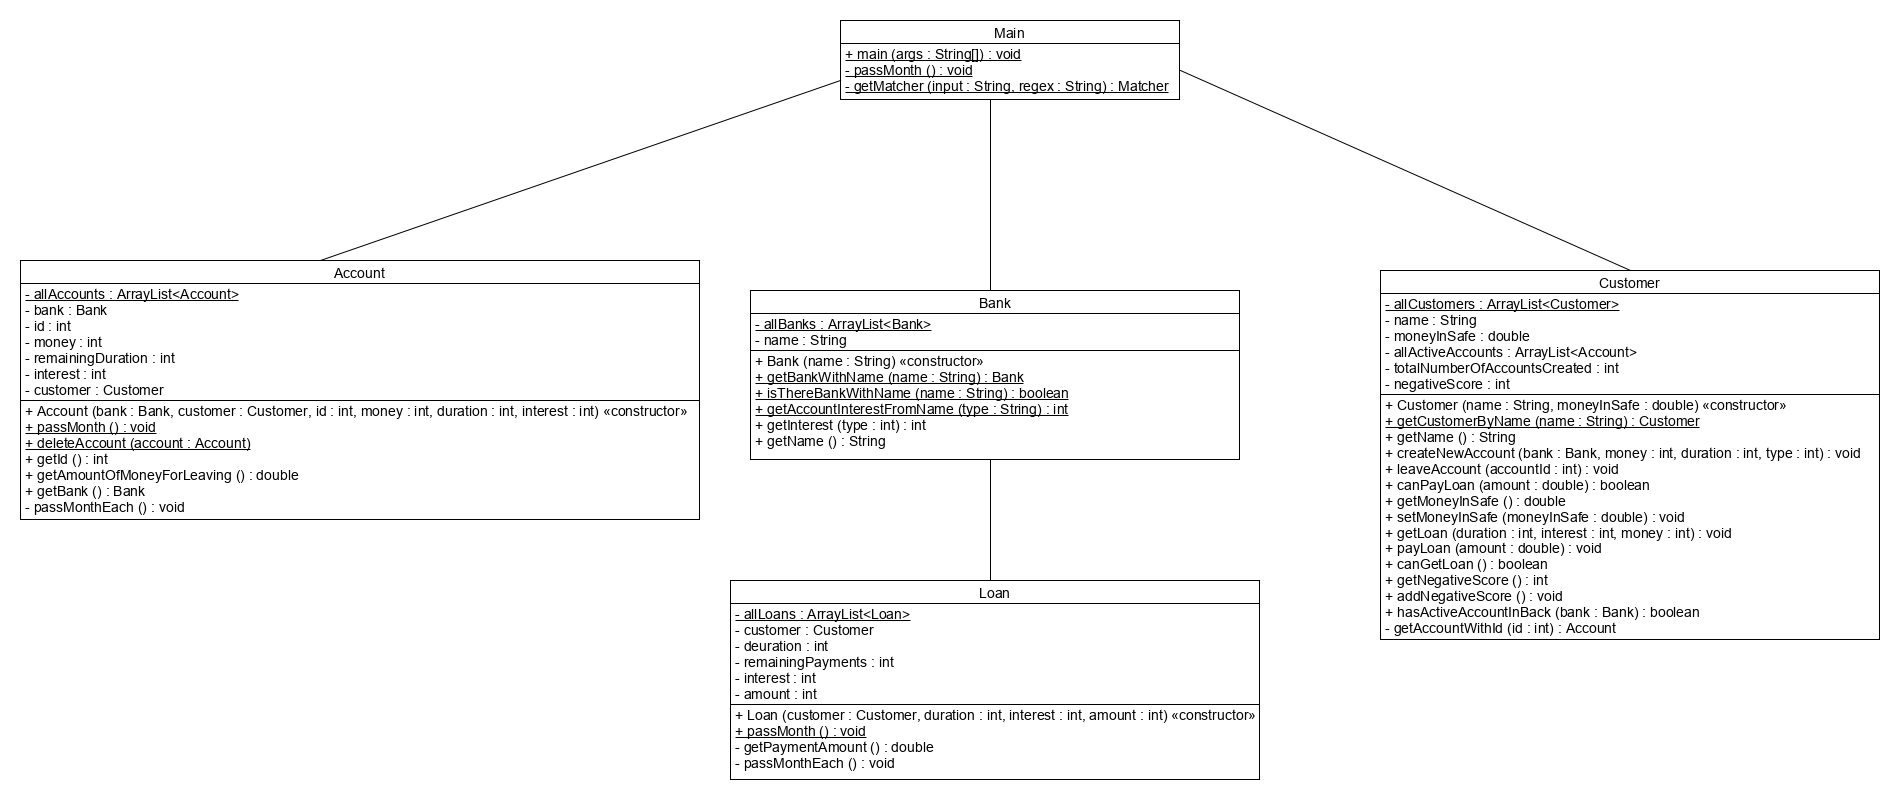 Main
+ main (args : String[]) : void
- passMonth () : void
- getMatcher (input : String, regex : String) : Matcher
Account
- allAccounts : ArrayList<Account>
- bank : Bank
- id : int
- money : int
- remainingDuration : int
- interest : int
- customer : Customer
+ Account (bank : Bank, customer : Customer, id : int, money : int, duration : int, interest : int) «constructor»
+ passMonth () : void
+ deleteAccount (account : Account)
+ getId () : int
+ getAmountOfMoneyForLeaving () : double
+ getBank () : Bank
- passMonthEach () : void
Bank
- allBanks : ArrayList<Bank>
- name : String
+ Bank (name : String) «constructor»
+ getBankWithName (name : String) : Bank
+ isThereBankWithName (name : String) : boolean
+ getAccountInterestFromName (type : String) : int
+ getInterest (type : int) : int
+ getName () : String
Customer
- allCustomers : ArrayList<Customer>
- name : String
- moneyInSafe : double
- allActiveAccounts : ArrayList<Account>
- totalNumberOfAccountsCreated : int
- negativeScore : int
+ Customer (name : String, moneyInSafe : double) «constructor»
+ getCustomerByName (name : String) : Customer
+ getName () : String
+ createNewAccount (bank : Bank, money : int, duration : int, type : int) : void
+ leaveAccount (accountId : int) : void
+ canPayLoan (amount : double) : boolean
+ getMoneyInSafe () : double
+ setMoneyInSafe (moneyInSafe : double) : void
+ getLoan (duration : int, interest : int, money : int) : void
+ payLoan (amount : double) : void
+ canGetLoan () : boolean
+ getNegativeScore () : int
+ addNegativeScore () : void
+ hasActiveAccountInBack (bank : Bank) : boolean
- getAccountWithId (id : int) : Account
Loan
- allLoans : ArrayList<Loan>
- customer : Customer
- deuration : int
- remainingPayments : int
- interest : int
- amount : int
+ Loan (customer : Customer, duration : int, interest : int, amount : int) «constructor»
+ passMonth () : void
- getPaymentAmount () : double
- passMonthEach () : void